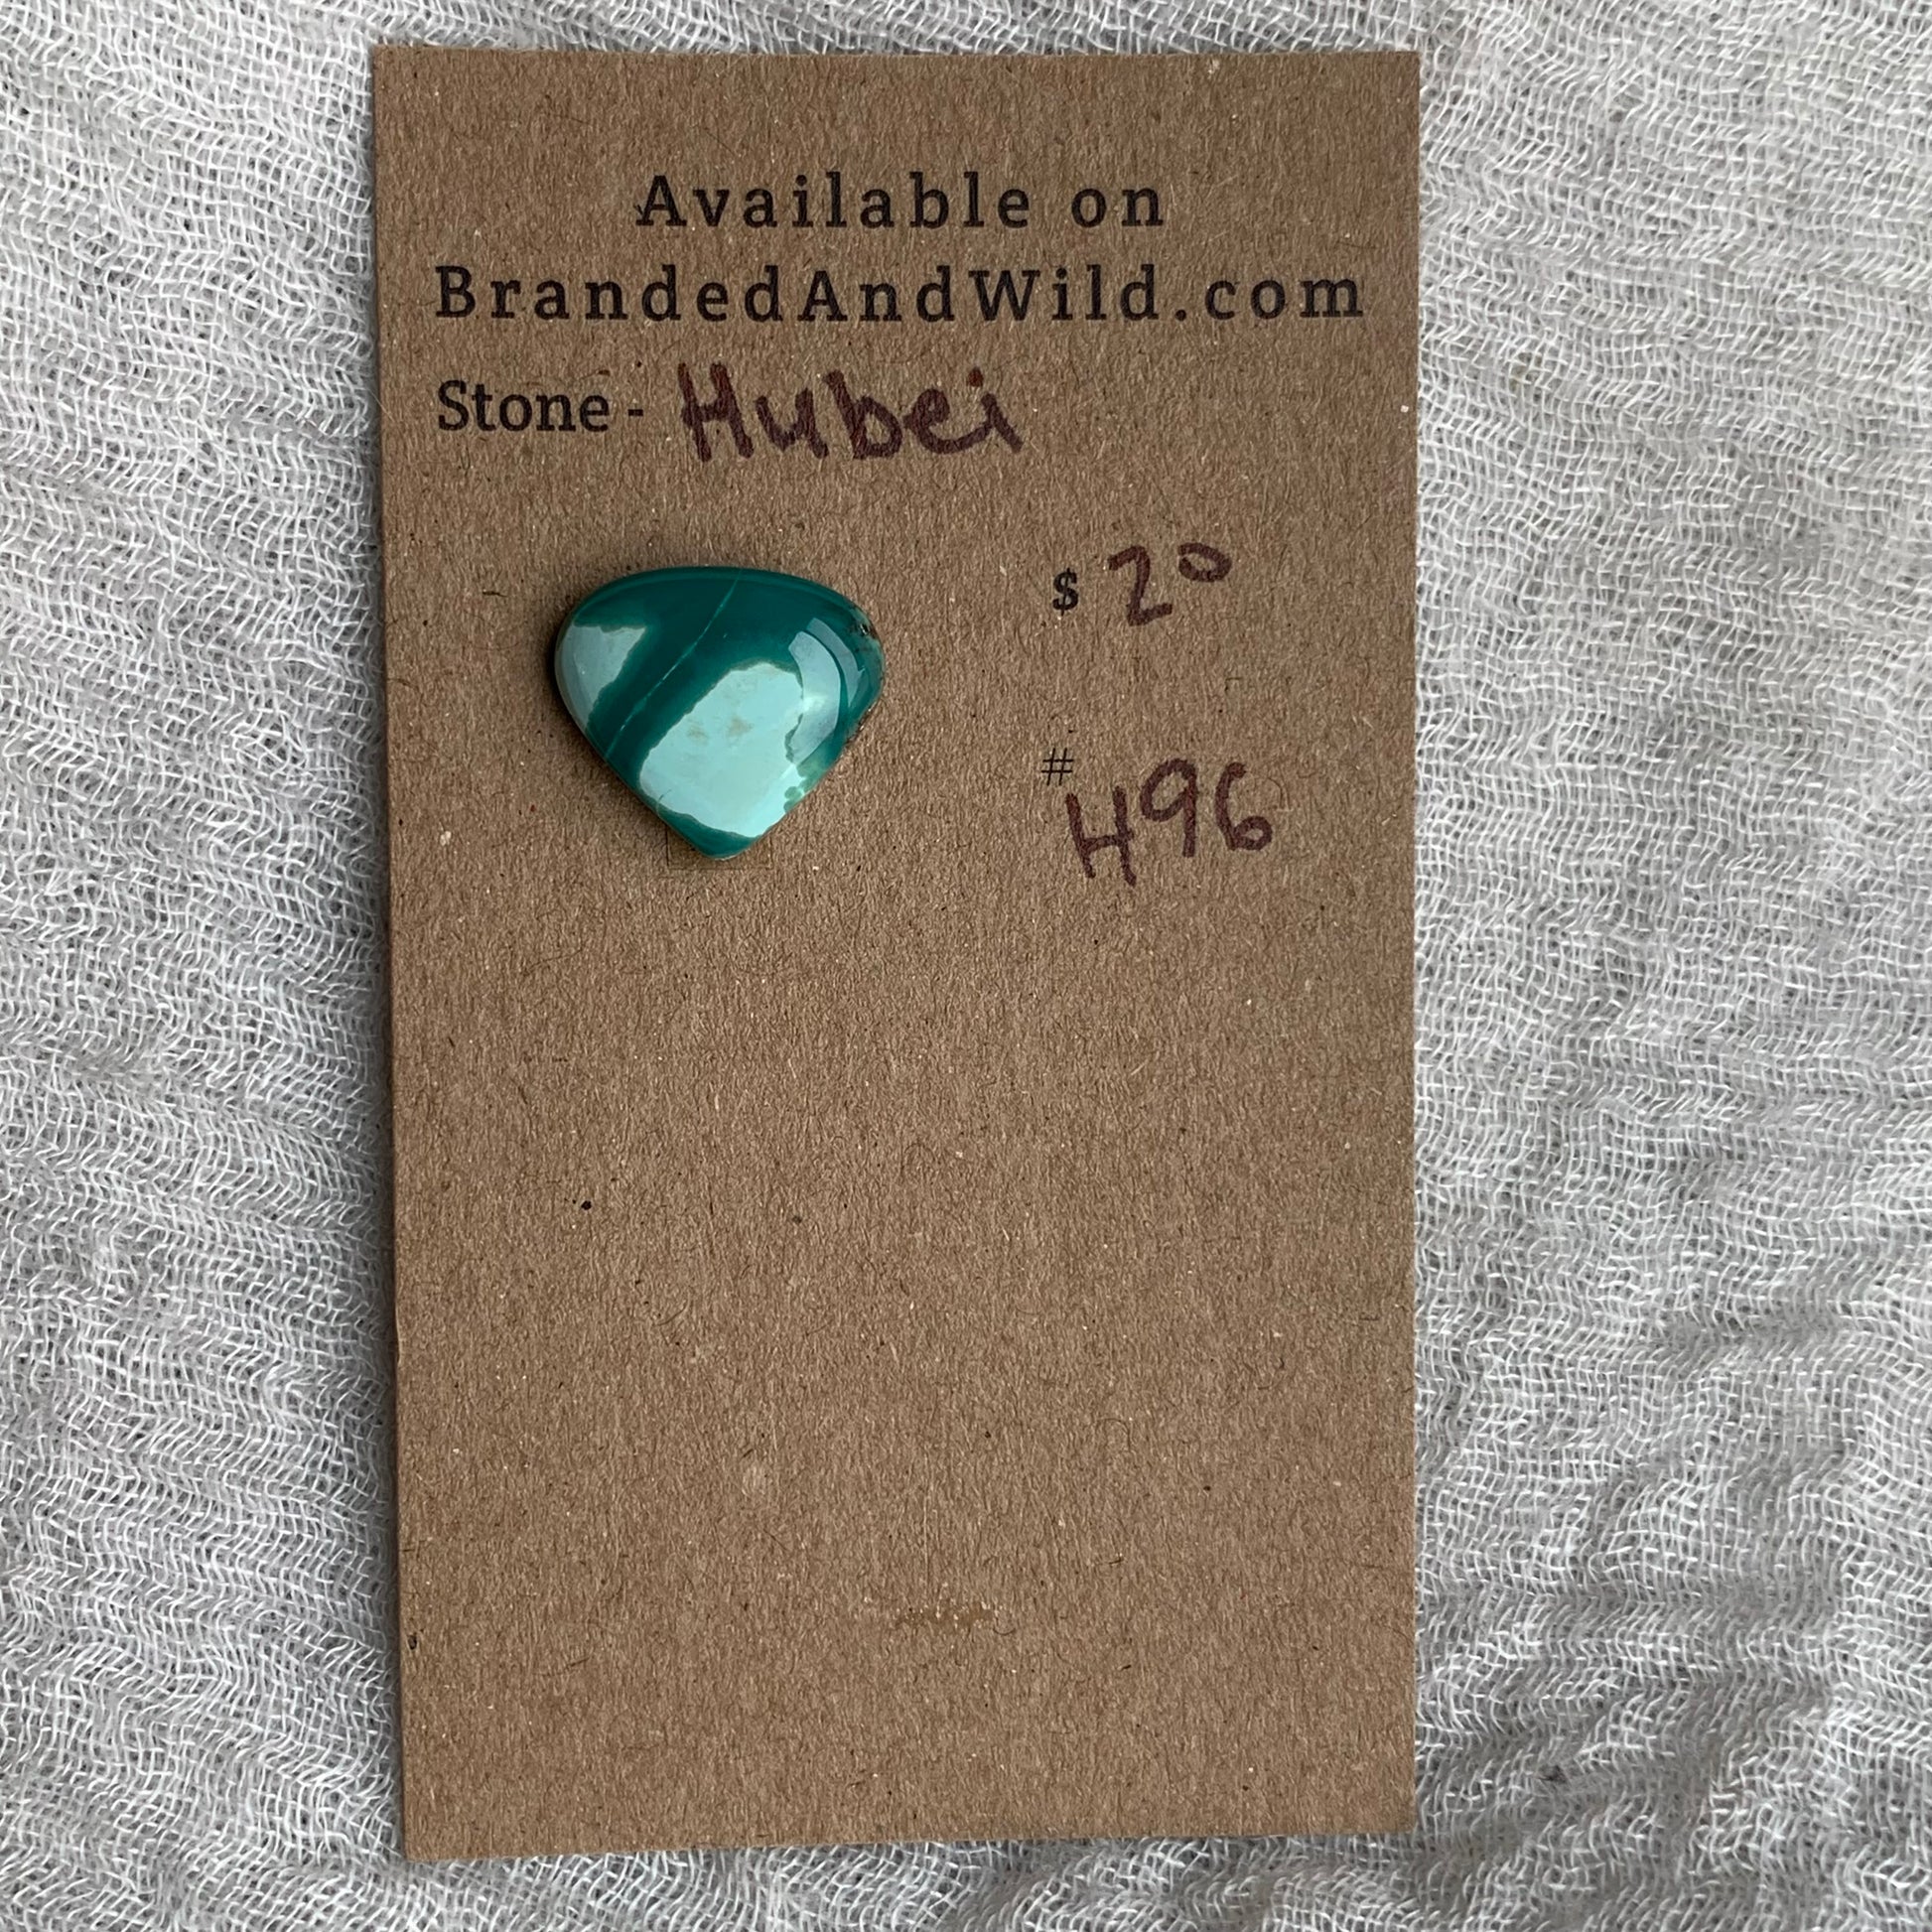 Available on
BrandedAndWild.com
Stone - Hubei
$ 20
#
H96